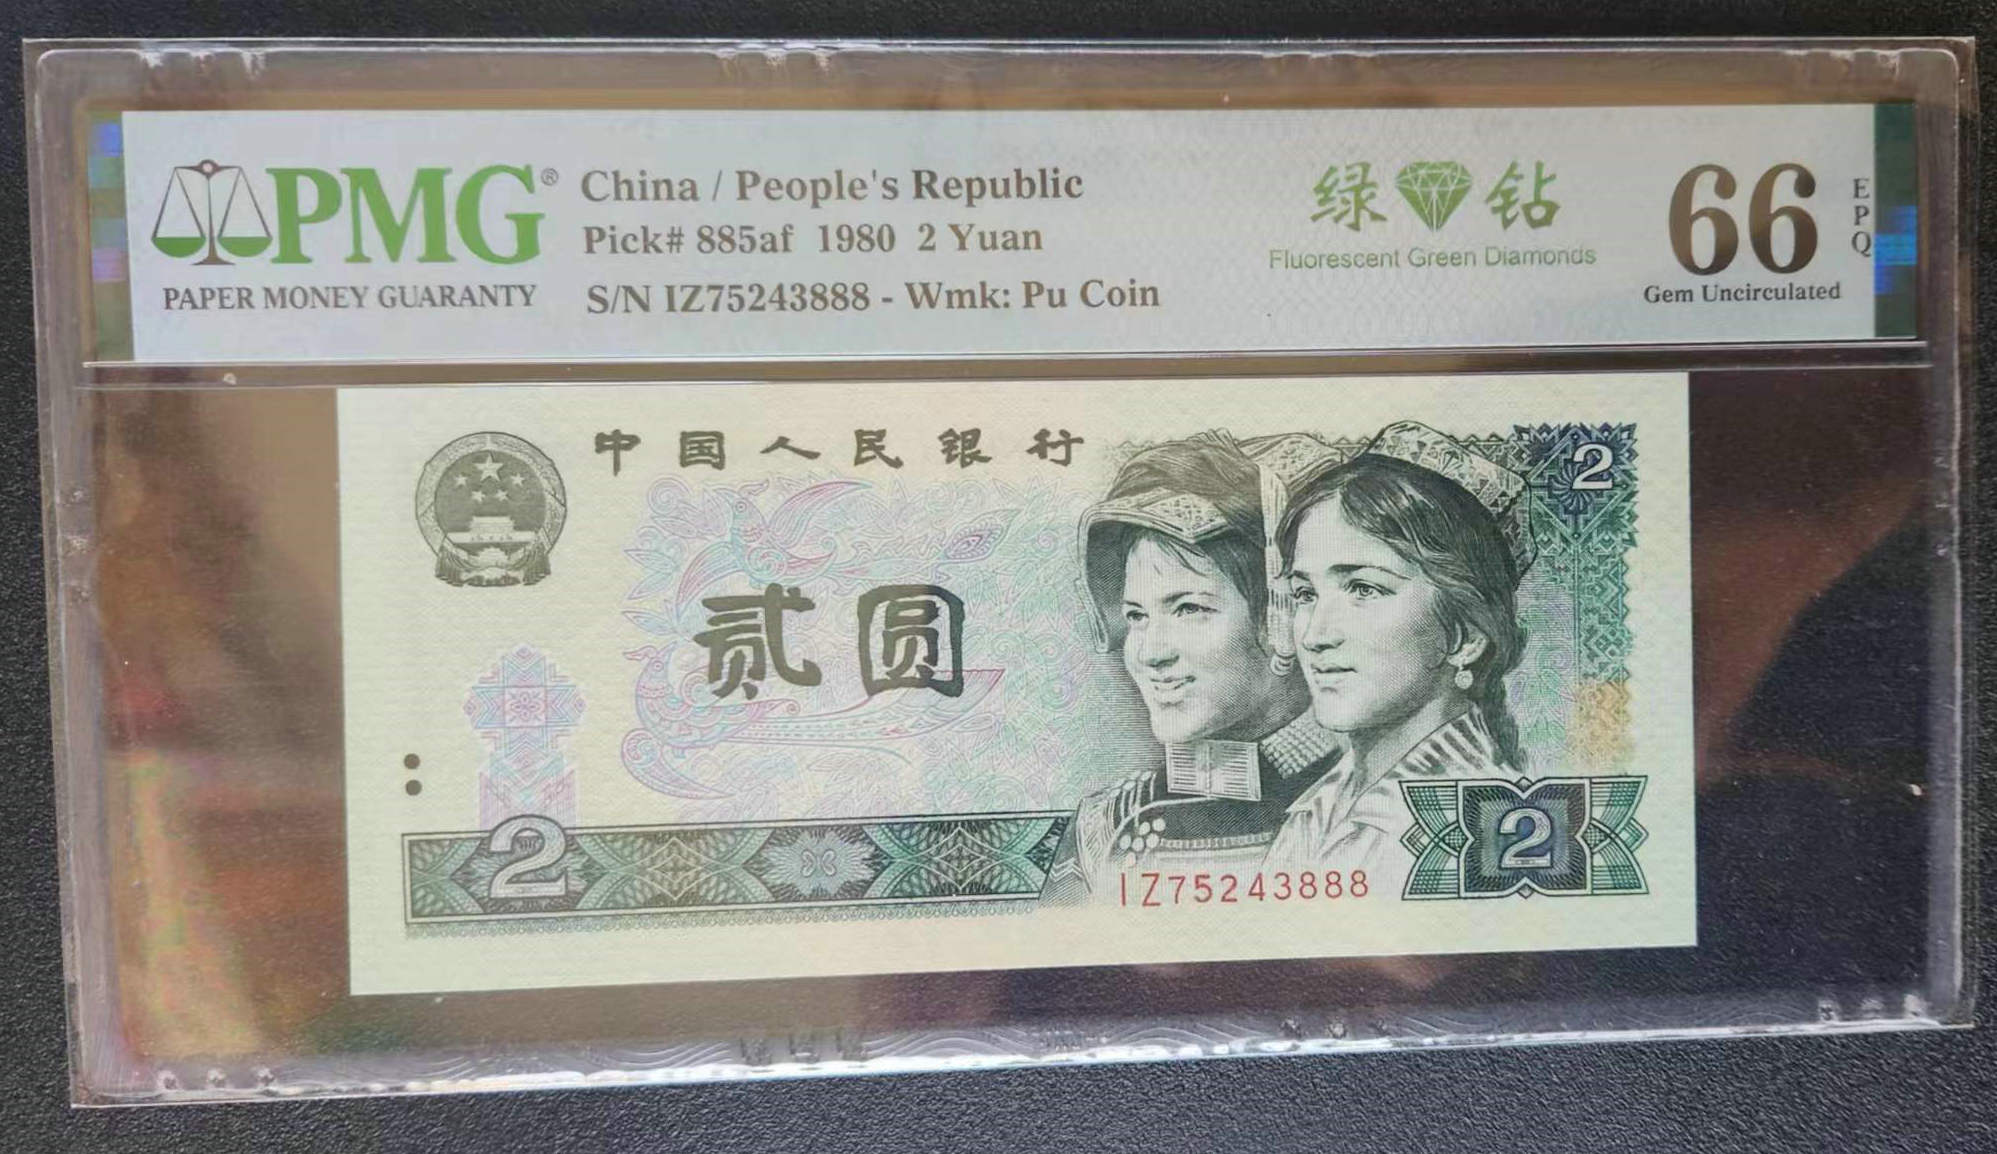 PMG®
PAPER MONEY GUARANTY
China / People's Republic
Pick# 885af 1980 2 Yuan
S/N IZ75243888 - Wmk: Pu Coin
绿 钻
Fluorescent Green Diamonds
66
EPQ
Gem Uncirculated
中国人民银行
2
贰圆
2
IZ75243888
2